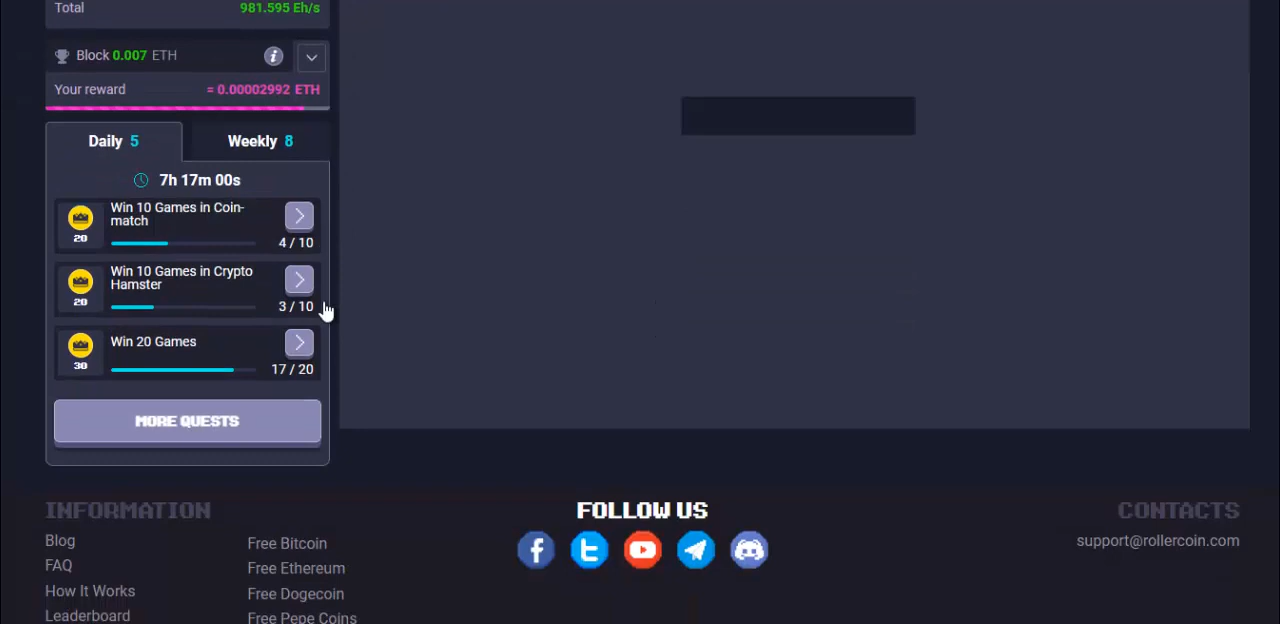 Total 981.595 Eh/s
Block 0.007 ETH
Your reward = 0.00002992 ETH
Daily 5 Weekly 8
7h 17m 00s
Win 10 Games in Coin-
match
20
4 / 10
Win 10 Games in Crypto
Hamster
20
3 / 10
Win 20 Games
30
17 / 20
MORE QUESTS
INFORMATION
Blog
FAQ
How It Works
Leaderboard
Free Bitcoin
Free Ethereum
Free Dogecoin
Free Pepe Coins
FOLLOW US
CONTACTS
support@rollercoin.com